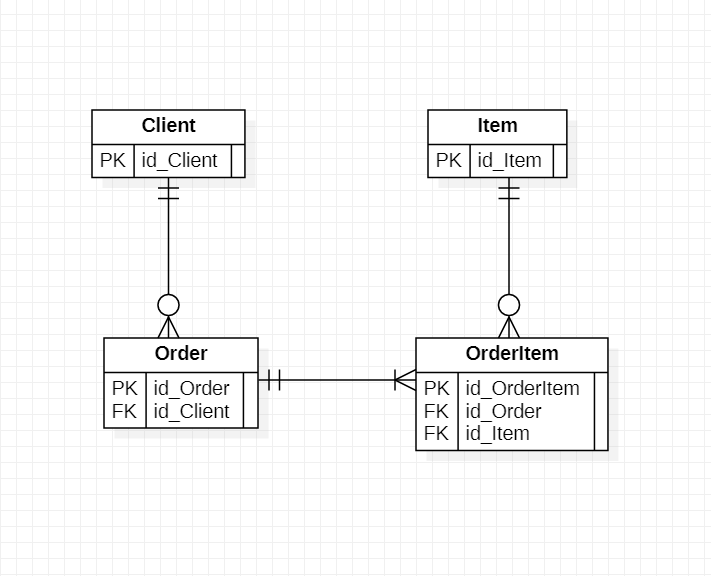 Client
PK id_Client
Item
PK id_Item
Order
PK id_Order
FK id_Client
OrderItem
PK id_OrderItem
FK id_Order
FK id_Item